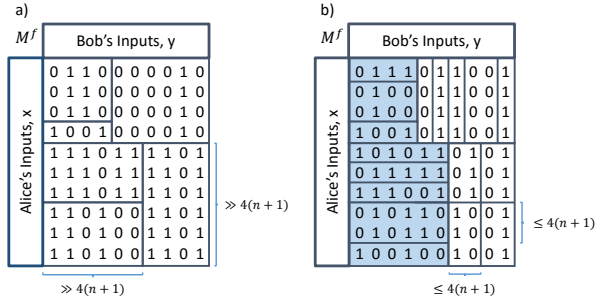 a)
M^f
Bob's Inputs, y
Alice's Inputs, x
0 1 1 0 0 0 0 0 1 0
0 1 1 0 0 0 0 0 1 0
0 1 1 0 0 0 0 0 1 0
1 0 0 1 0 0 0 0 1 0
1 1 1 0 1 1 1 1 0 1
1 1 1 0 1 1 1 1 0 1
1 1 1 0 1 1 1 1 0 1
1 1 0 1 0 0 1 1 0 1
1 1 0 1 0 0 1 1 0 1
1 1 0 1 0 0 1 1 0 1
≫ 4(n + 1)
≫ 4(n + 1)
b)
M^f
Bob's Inputs, y
Alice's Inputs, x
0 1 1 1 0 1 1 0 0 1
0 1 0 0 0 1 1 0 0 1
0 1 1 0 0 1 1 0 0 1
1 0 0 1 0 1 1 0 0 1
1 0 1 0 1 1 0 1 0 1
0 1 1 1 1 1 0 1 0 1
1 1 1 0 0 1 0 1 0 1
0 1 0 1 1 0 1 0 0 1
0 1 0 1 1 0 1 0 0 1
1 0 0 1 0 0 1 0 0 1
≤ 4(n + 1)
≤ 4(n + 1)